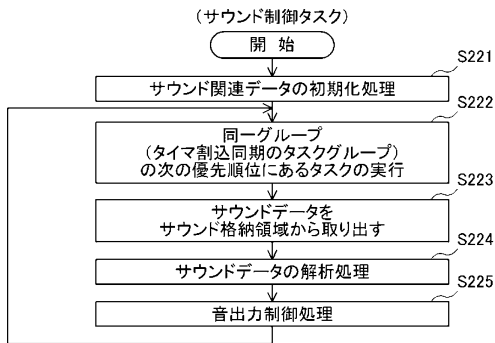 (サウンド制御タスク)
開 始
S221
サウンド関連データの初期化処理
S222
同一グループ
(タイマ割込同期のタスクグループ)
の次の優先順位にあるタスクの実行
S223
サウンドデータを
サウンド格納領域から取り出す
S224
サウンドデータの解析処理
S225
音出力制御処理